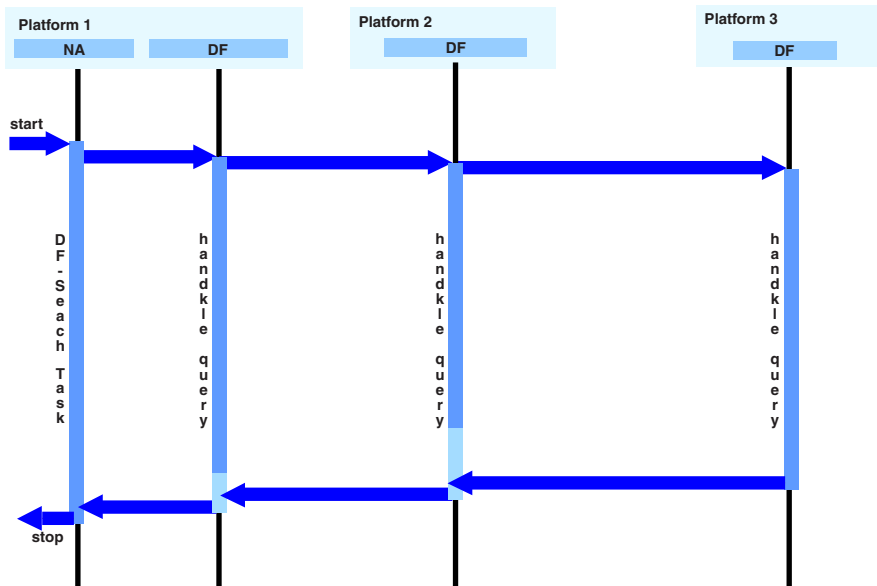 Platform 1
Platform 2
Platform 3
NA
DF
DF
DF
start
DF-Seach Task
handkle query
handkle query
handkle query
stop